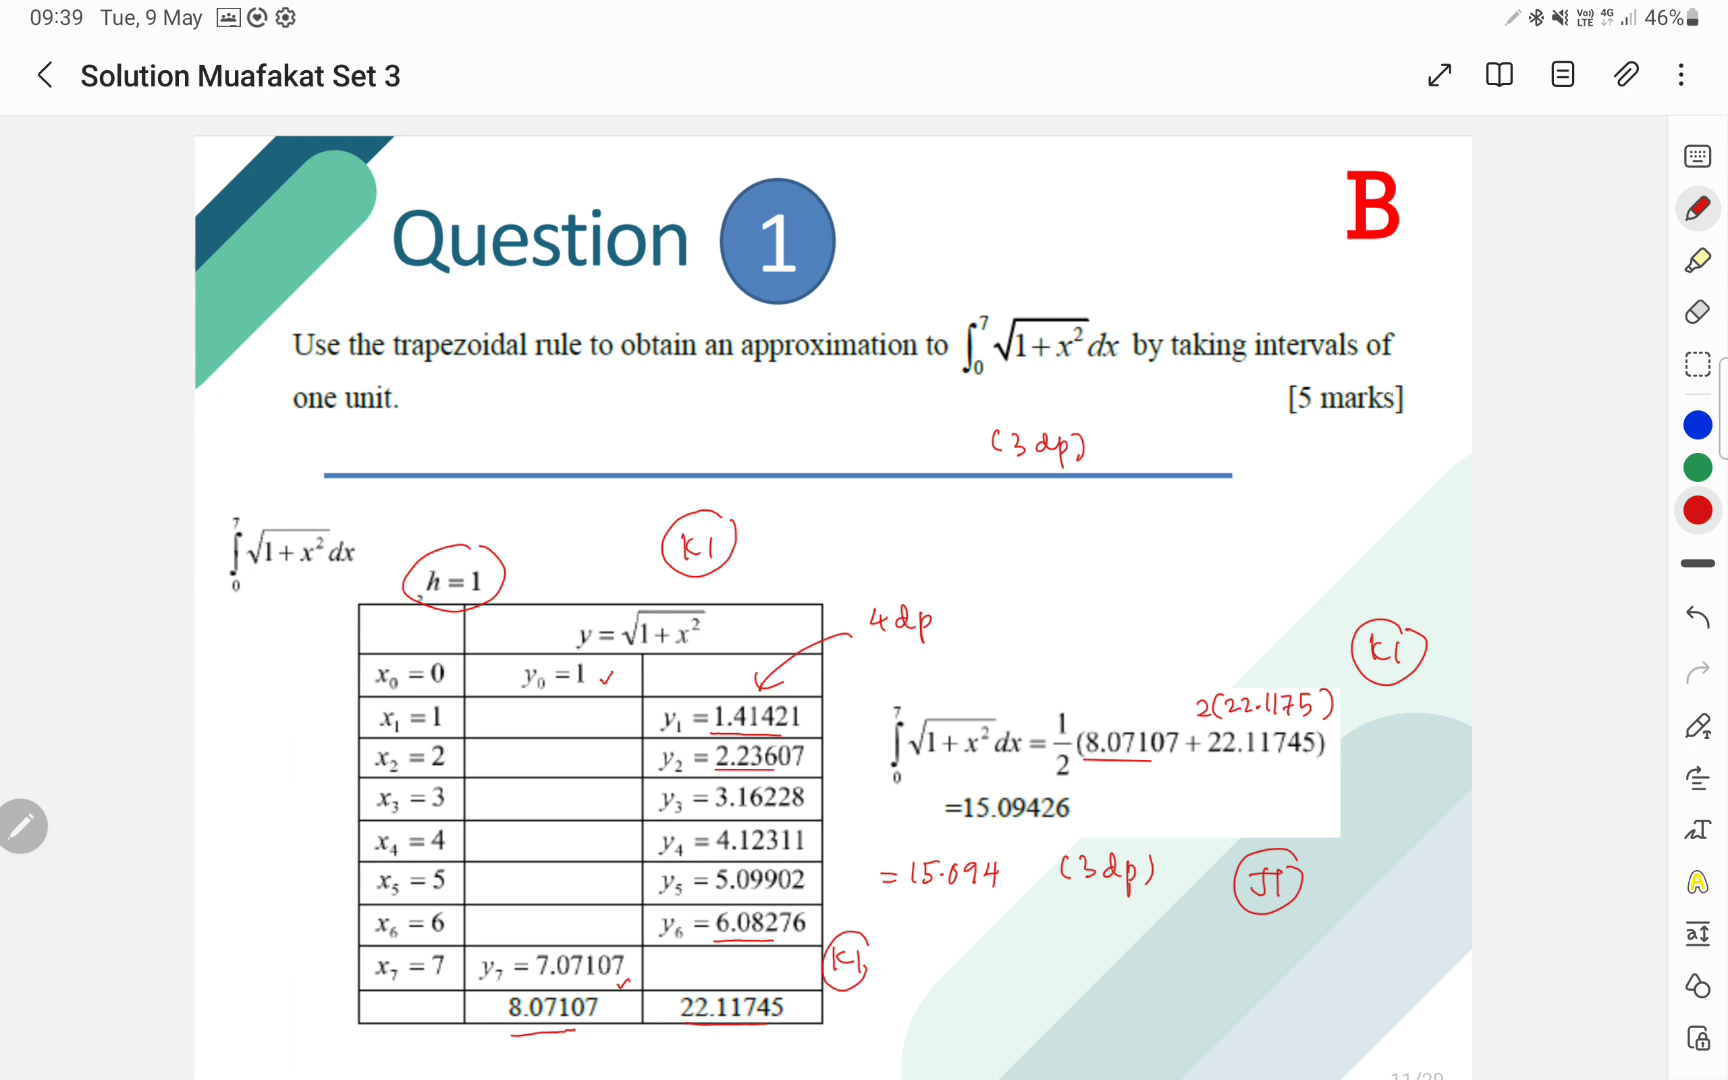 09:39 Tue, 9 May
46%
Solution Muafakat Set 3
Question 1
B
Use the trapezoidal rule to obtain an approximation to ∫₀⁷ √(1+x²) dx by taking intervals of
one unit. [5 marks]
(3 dp)
∫₀⁷ √(1+x²) dx
h = 1
K1
y = √(1+x²)
4dp
x₀ = 0 y₀ = 1 ✓
x₁ = 1 y₁ = 1.41421
x₂ = 2 y₂ = 2.23607
x₃ = 3 y₃ = 3.16228
x₄ = 4 y₄ = 4.12311
x₅ = 5 y₅ = 5.09902
x₆ = 6 y₆ = 6.08276
x₇ = 7 y₇ = 7.07107 ✓
K1
8.07107 22.11745
K1
2(22.1175)
∫₀⁷ √(1+x²) dx = 1/2 (8.07107 + 22.11745)
=15.09426
= 15.094 (3dp) J1
11/20